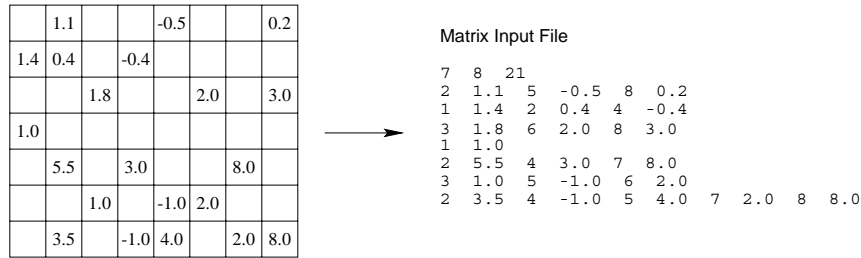 1.1 -0.5 0.2
1.4 0.4 -0.4
1.8 2.0 3.0
1.0
5.5 3.0 8.0
1.0 -1.0 2.0
3.5 -1.0 4.0 2.0 8.0
Matrix Input File
7 8 21
2 1.1 5 -0.5 8 0.2
1 1.4 2 0.4 4 -0.4
3 1.8 6 2.0 8 3.0
1 1.0
2 5.5 4 3.0 7 8.0
3 1.0 5 -1.0 6 2.0
2 3.5 4 -1.0 5 4.0 7 2.0 8 8.0